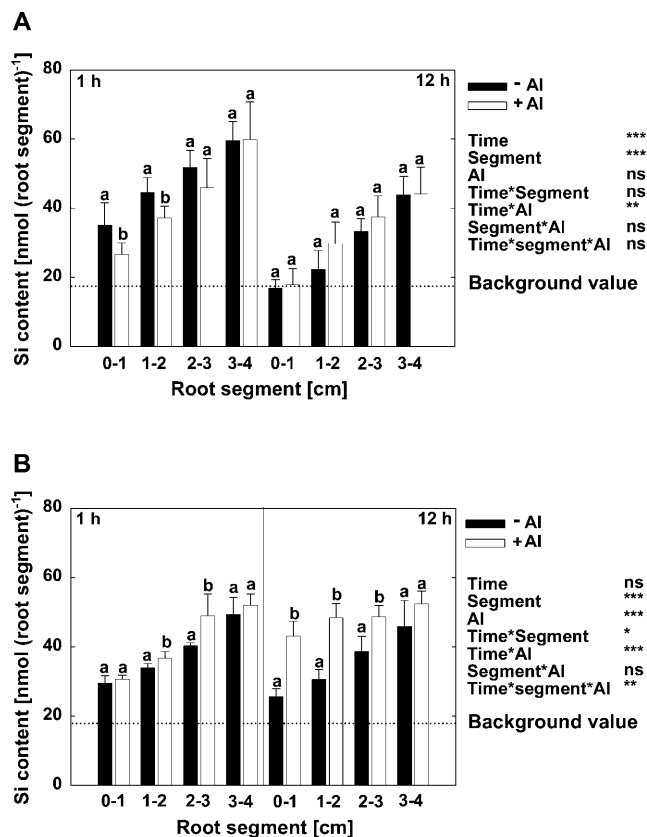 A
80
60
40
20
0
Si content [nmol (root segment)-1]
1 h
12 h
a
b
a
b
a
a
a
a
a
a
a
a
a
a
a
a
0-1
1-2
2-3
3-4
0-1
1-2
2-3
3-4
Root segment [cm]
- Al
+ Al
Time ***
Segment ***
Al ns
Time*Segment ns
Time*Al **
Segment*Al ns
Time*segment*Al ns
Background value
B
80
60
40
20
0
Si content [nmol (root segment)-1]
1 h
12 h
a
a
a
b
a
b
a
a
a
b
a
b
a
b
a
a
0-1
1-2
2-3
3-4
0-1
1-2
2-3
3-4
Root segment [cm]
- Al
+ Al
Time ns
Segment ***
Al ***
Time*Segment *
Time*Al ***
Segment*Al ns
Time*segment*Al **
Background value